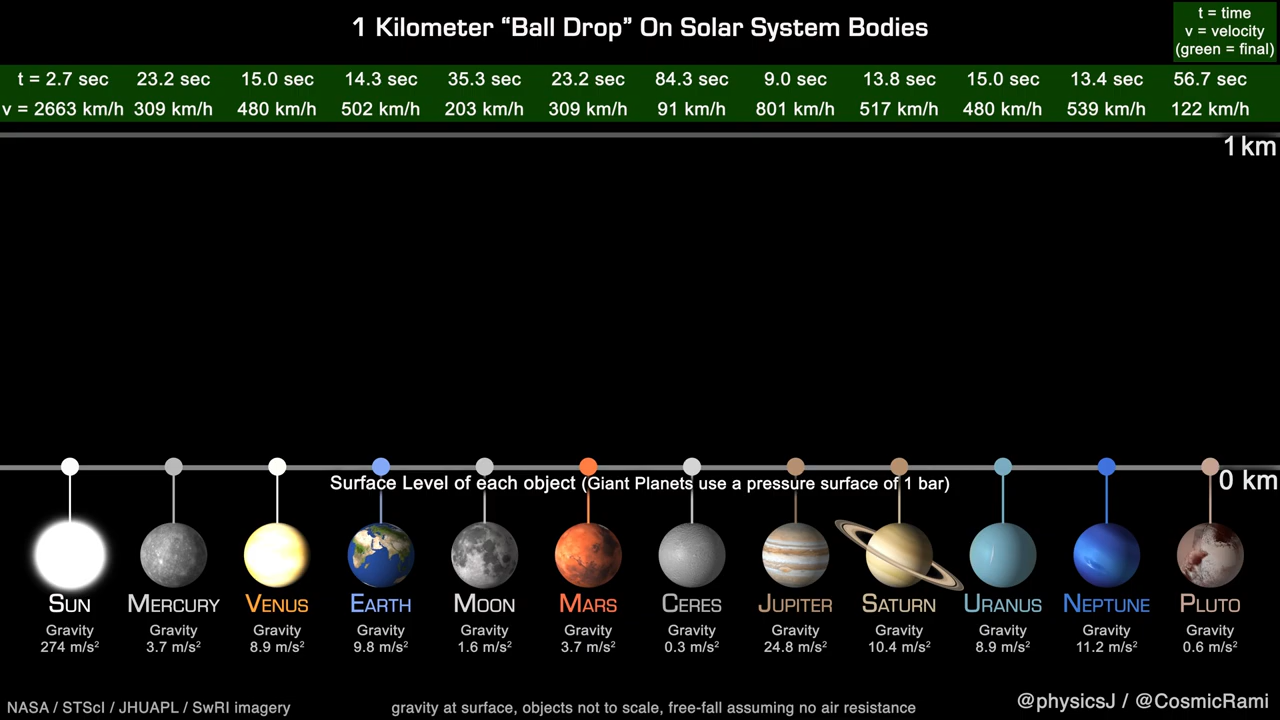 1 Kilometer “Ball Drop” On Solar System Bodies
t = time
v = velocity
(green = final)
t = 2.7 sec 23.2 sec 15.0 sec 14.3 sec 35.3 sec 23.2 sec 84.3 sec 9.0 sec 13.8 sec 15.0 sec 13.4 sec 56.7 sec
v = 2663 km/h 309 km/h 480 km/h 502 km/h 203 km/h 309 km/h 91 km/h 801 km/h 517 km/h 480 km/h 539 km/h 122 km/h
1 km
0 km
Surface Level of each object (Giant Planets use a pressure surface of 1 bar)
SUN MERCURY VENUS EARTH MOON MARS CERES JUPITER SATURN URANUS NEPTUNE PLUTO
Gravity Gravity Gravity Gravity Gravity Gravity Gravity Gravity Gravity Gravity Gravity Gravity
274 m/s² 3.7 m/s² 8.9 m/s² 9.8 m/s² 1.6 m/s² 3.7 m/s² 0.3 m/s² 24.8 m/s² 10.4 m/s² 8.9 m/s² 11.2 m/s² 0.6 m/s²
NASA / STScI / JHUAPL / SwRI imagery
gravity at surface, objects not to scale, free-fall assuming no air resistance
@physicsJ / @CosmicRami